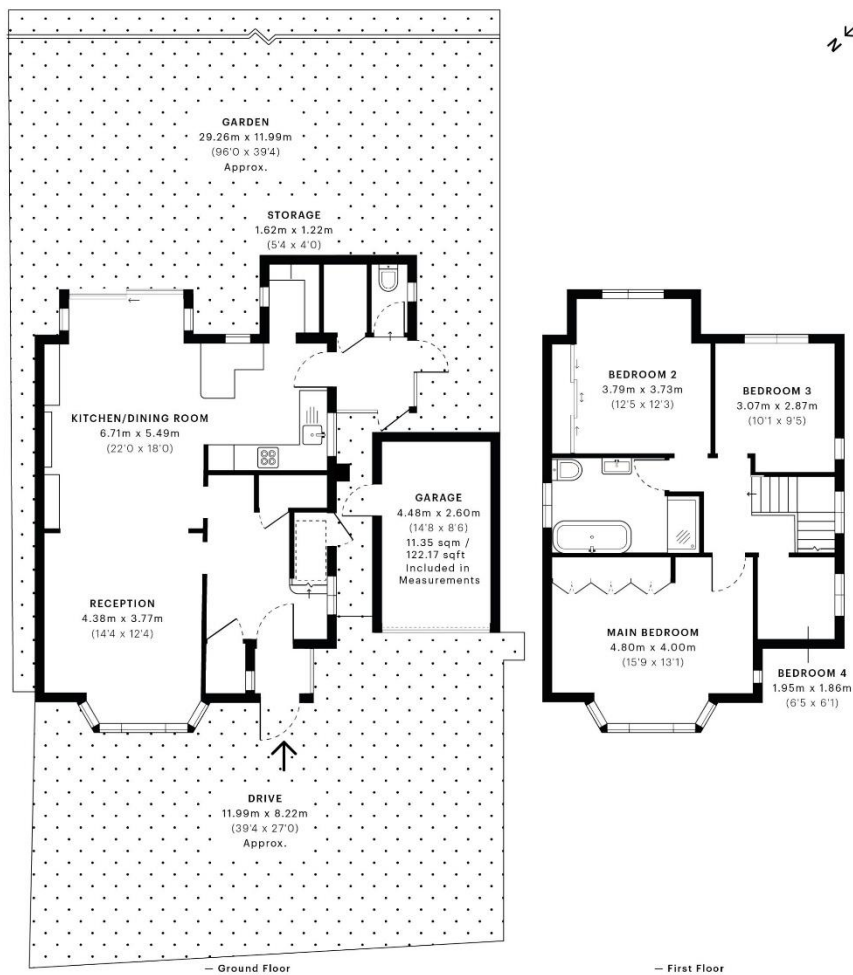 N
GARDEN
29.26m x 11.99m
(96'0 x 39'4)
Approx.
STORAGE
1.62m x 1.22m
(5'4 x 4'0)
KITCHEN/DINING ROOM
6.71m x 5.49m
(22'0 x 18'0)
GARAGE
4.48m x 2.60m
(14'8 x 8'6)
11.35 sqm /
122.17 sqft
Included in
Measurements
RECEPTION
4.38m x 3.77m
(14'4 x 12'4)
DRIVE
11.99m x 8.22m
(39'4 x 27'0)
Approx.
— Ground Floor
BEDROOM 2
3.79m x 3.73m
(12'5 x 12'3)
BEDROOM 3
3.07m x 2.87m
(10'1 x 9'5)
MAIN BEDROOM
4.80m x 4.00m
(15'9 x 13'1)
BEDROOM 4
1.95m x 1.86m
(6'5 x 6'1)
— First Floor